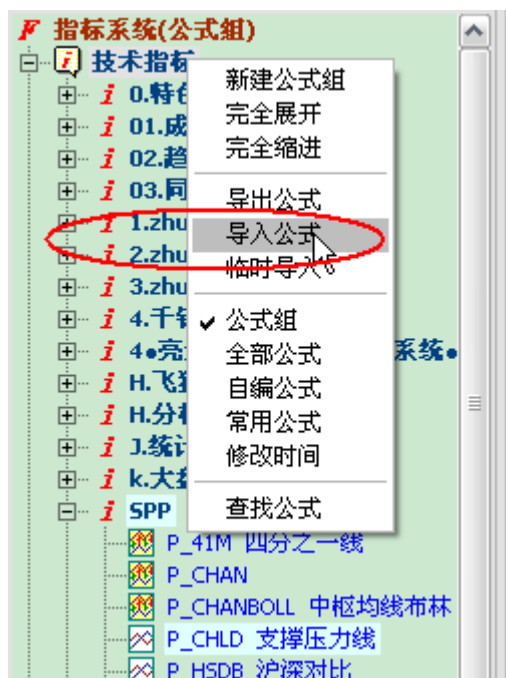 F 指标系统(公式组)
技术指标
0.特色
01.成
02.趋
03.同
1.zhu
2.zhu
3.zhu
4.千
4●亮 系统●
H.飞
H.分
J.统计
k.大盘
SPP
P_41M 四分之一线
P_CHAN
P_CHANBOLL 中枢均线布林
P_CHLD 支撑压力线
P_HSDB 沪深对比
新建公式组
完全展开
完全缩进
导出公式
导入公式
临时导入
公式组
全部公式
自编公式
常用公式
修改时间
查找公式